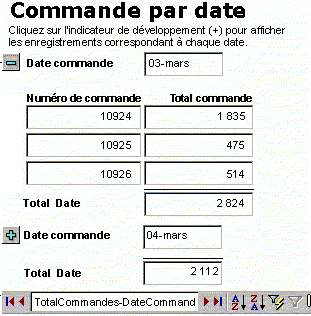 Commande par date
Cliquez sur l'indicateur de développement (+) pour afficher
les enregistrements correspondant à chaque date.
Date commande 03-mars
Numéro de commande Total commande
10924 1 835
10925 475
10926 514
Total Date 2 824
Date commande 04-mars
Total Date 2 112
TotalCommandes-DateCommand